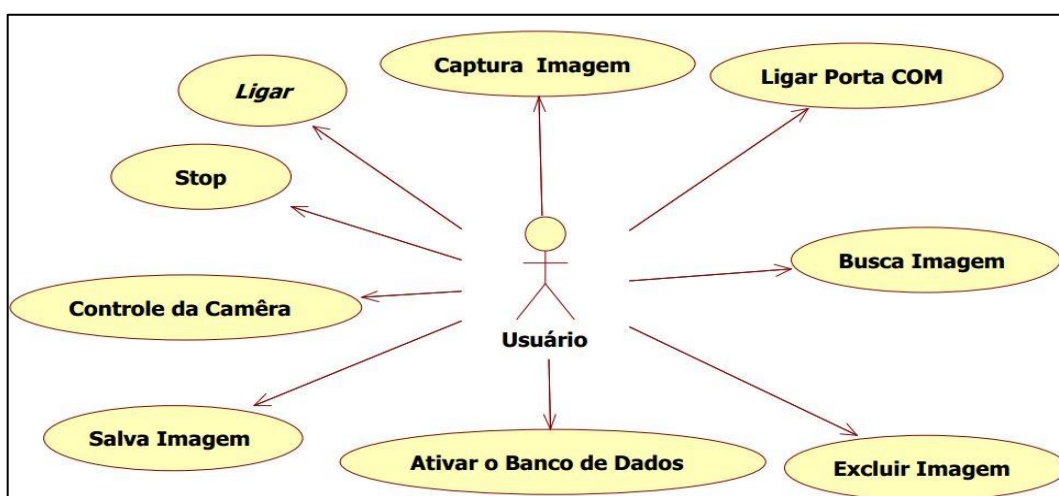 Captura Imagem
Ligar Porta COM
Ligar
Stop
Busca Imagem
Controle da Camêra
Usuário
Salva Imagem
Ativar o Banco de Dados
Excluir Imagem